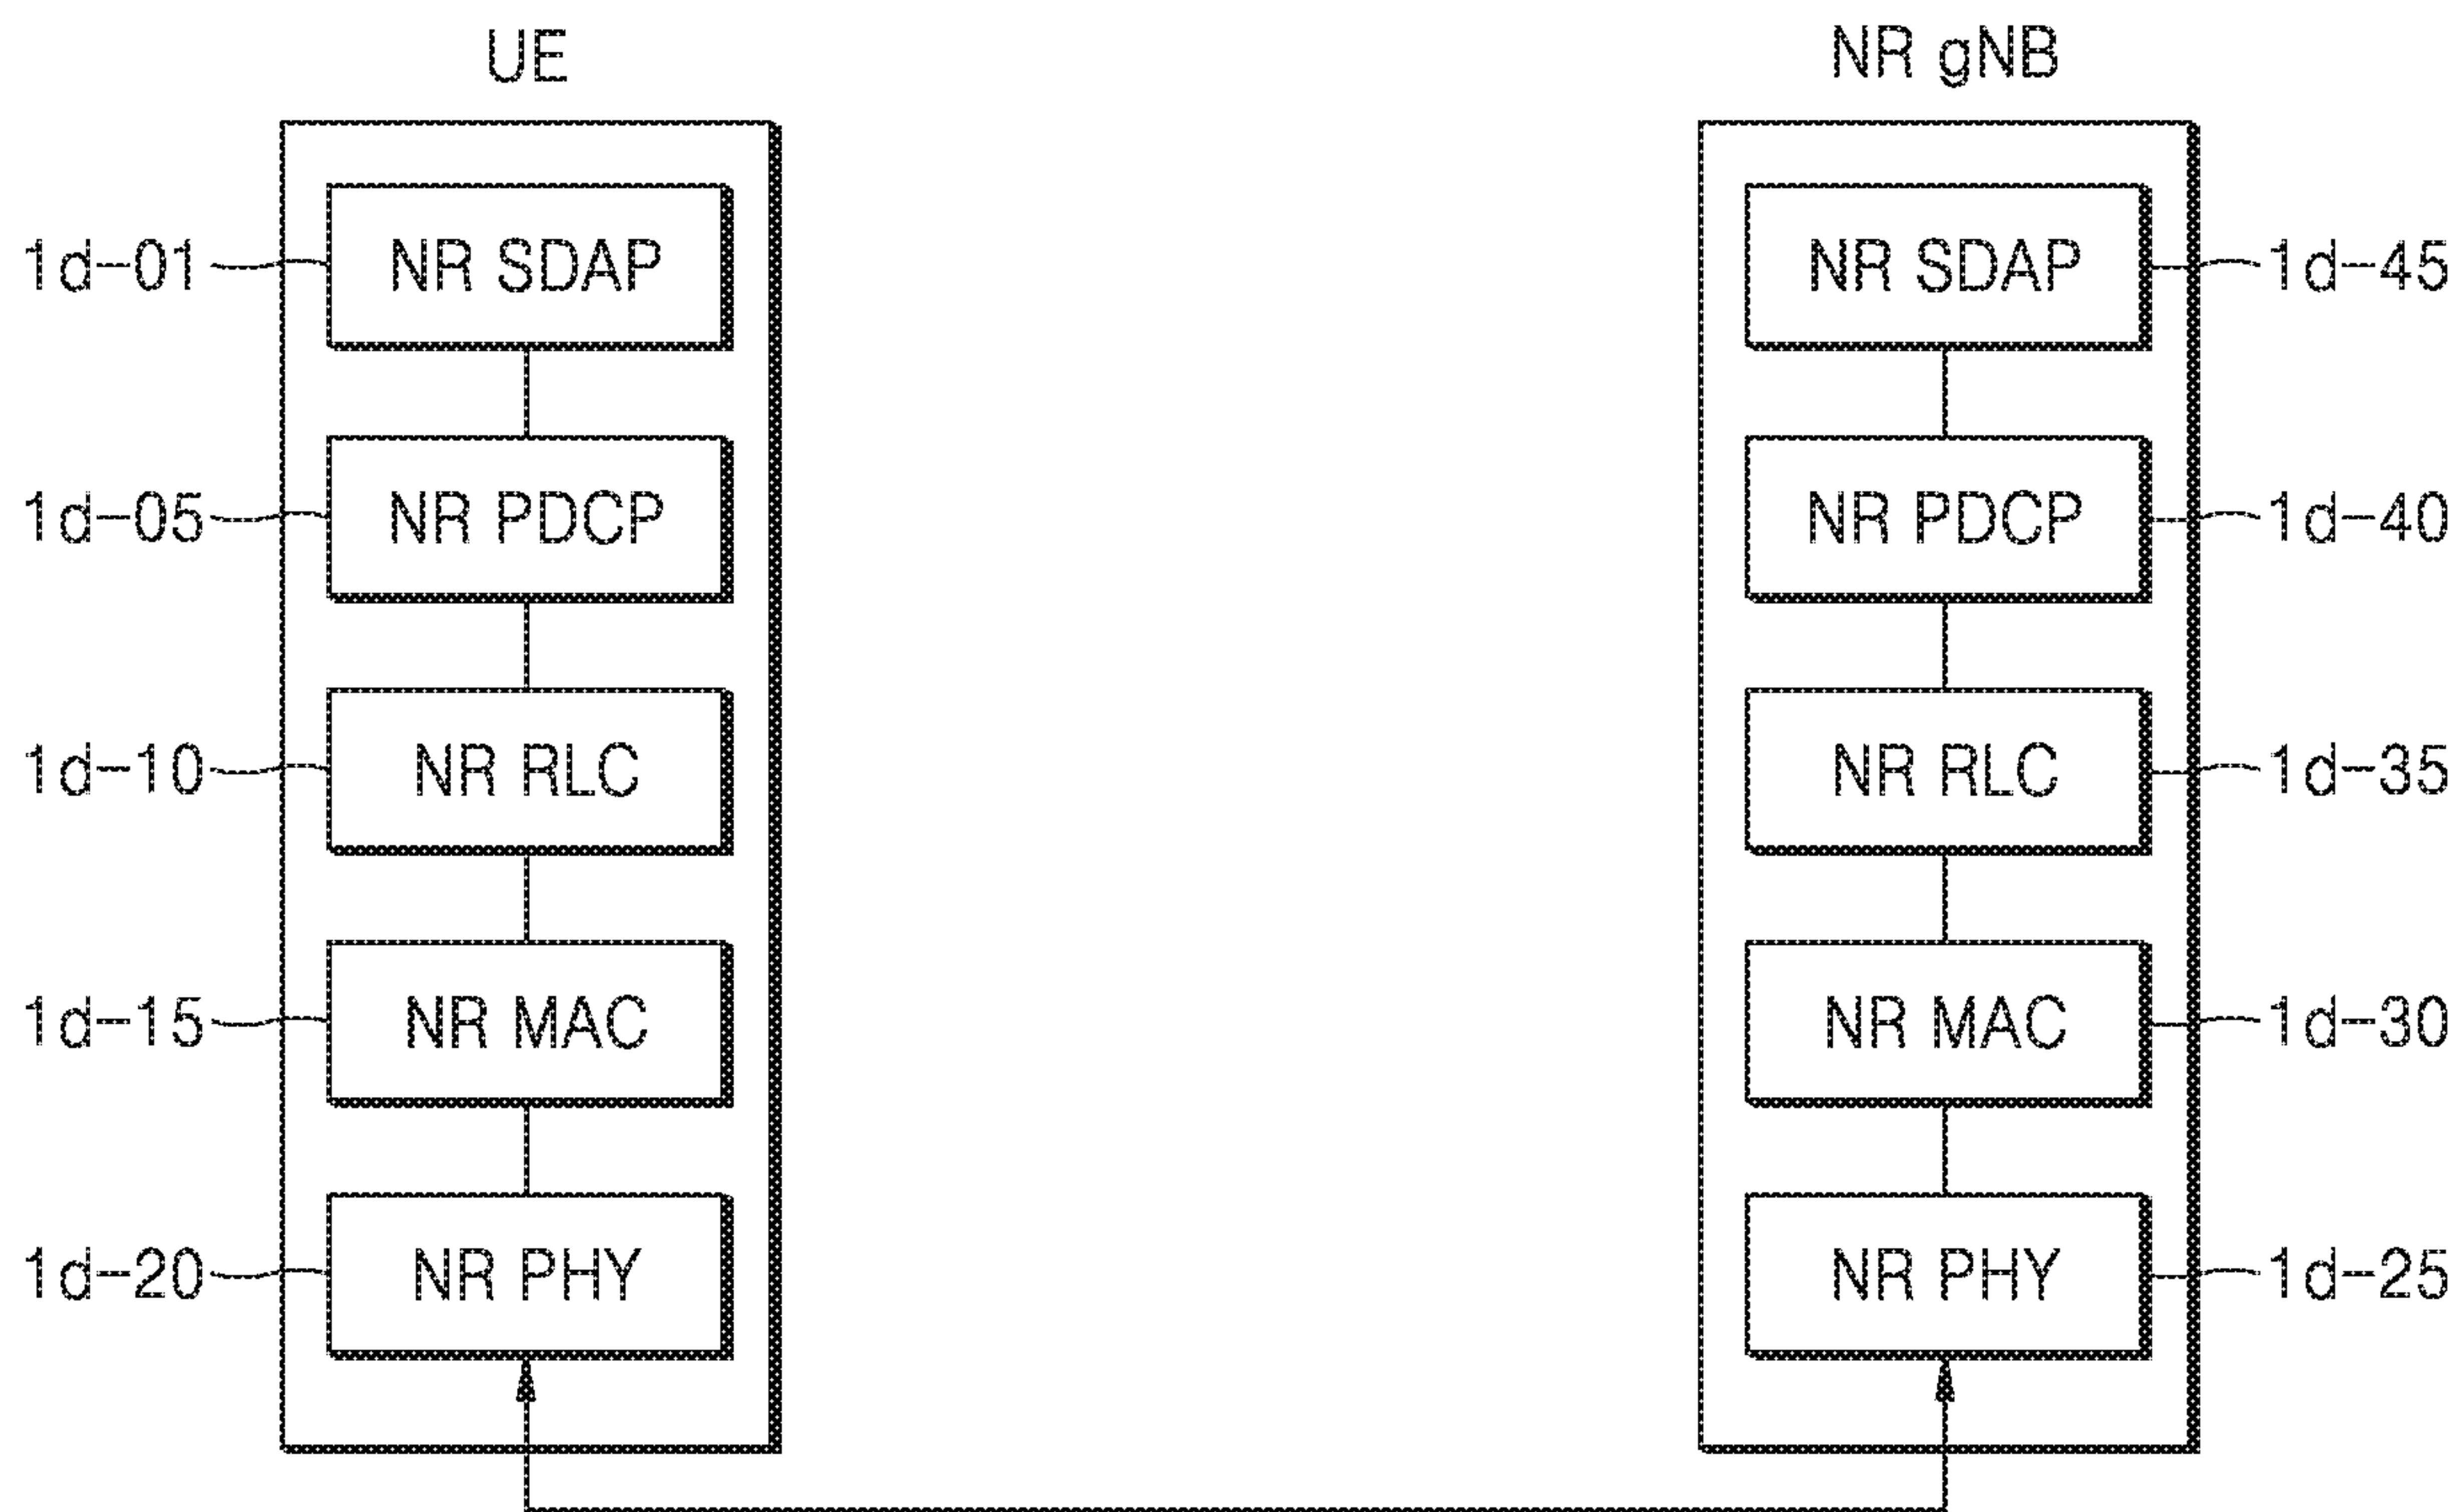 UE NR gNB
1d-01 NR SDAP NR SDAP 1d-45
1d-05 NR PDCP NR PDCP 1d-40
1d-10 NR RLC NR RLC 1d-35
1d-15 NR MAC NR MAC 1d-30
1d-20 NR PHY NR PHY 1d-25